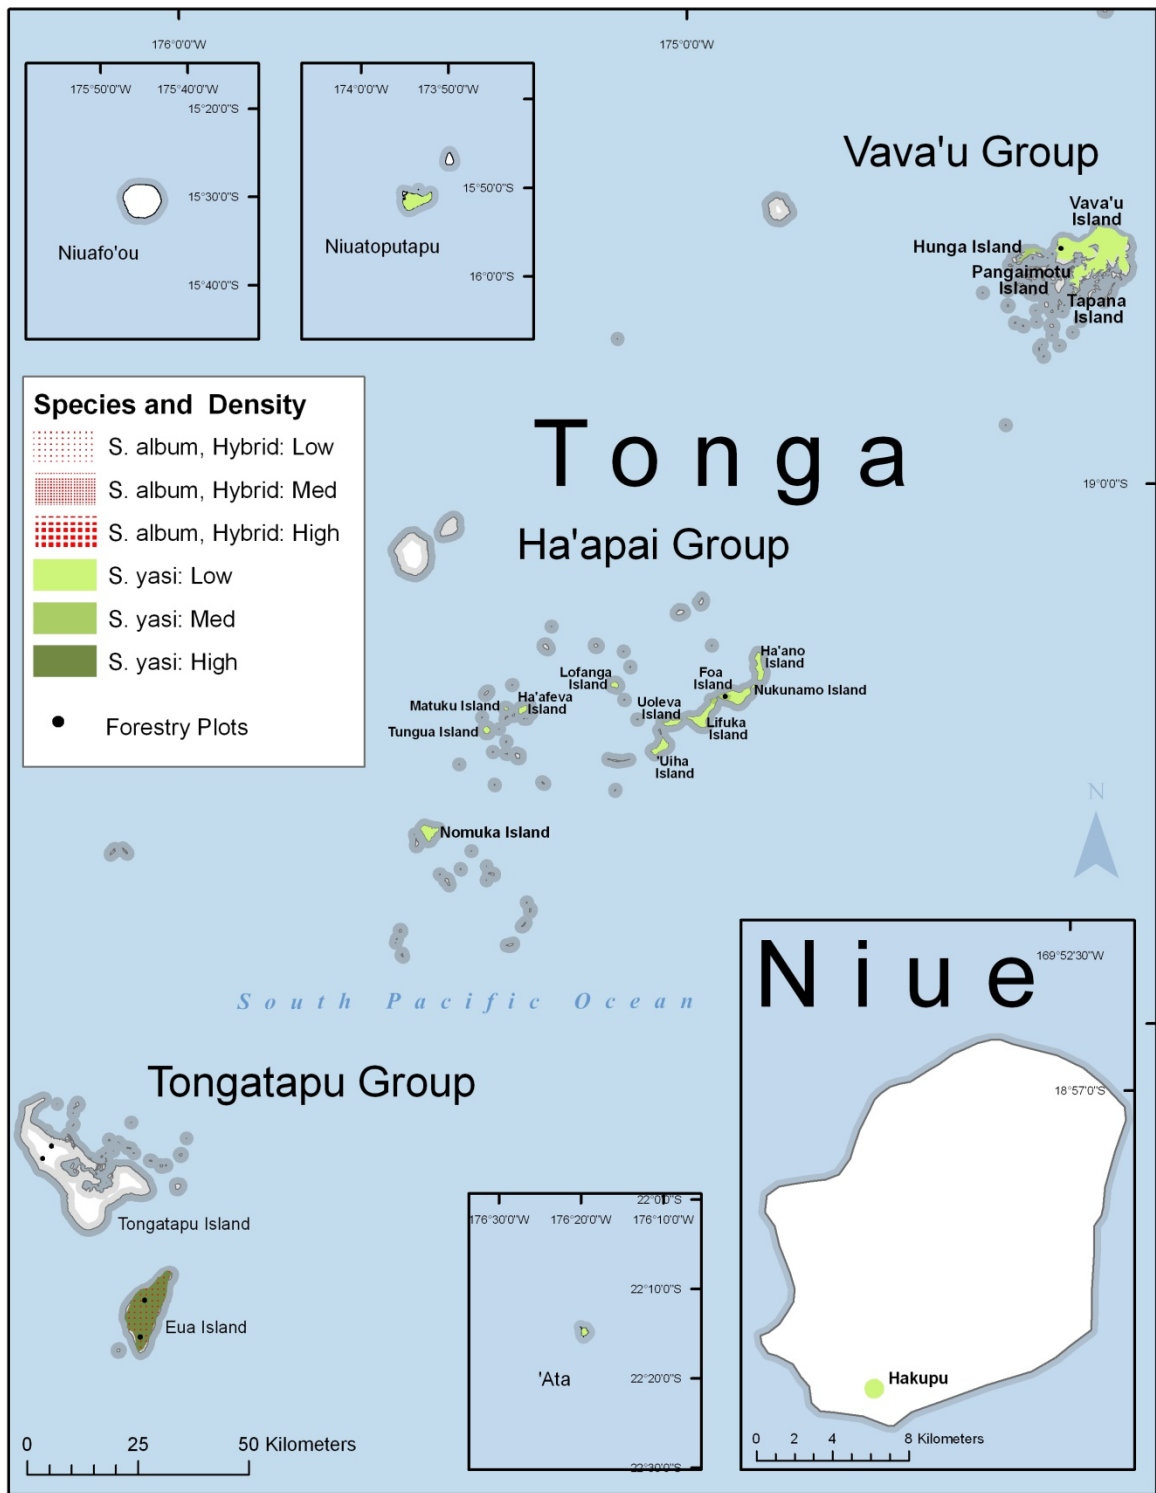 176°0'0"W
175°0'0"W
175°50'0"W
175°40'0"W
15°20'0"S
15°30'0"S
15°40'0"S
Niuafo'ou
174°0'0"W
173°50'0"W
15°50'0"S
16°0'0"S
Niuatoputapu
Vava'u Group
Vava'u
Island
Hunga Island
Pangaimotu
Island
Tapana
Island
Species and Density
S. album, Hybrid: Low
S. album, Hybrid: Med
S. album, Hybrid: High
S. yasi: Low
S. yasi: Med
S. yasi: High
Forestry Plots
Tonga
19°0'0"S
Ha'apai Group
Ha'ano
Island
Lofanga
Island
Foa
Island
Nukunamo Island
Ha'afeva
Island
Matuku Island
Uoleva
Island
Lifuka
Island
Tungua Island
'Uiha
Island
Nomuka Island
N
South Pacific Ocean
Niue
169°52'30"W
18°57'0"S
Hakupu
0 2 4 8 Kilometers
Tongatapu Group
Tongatapu Island
Eua Island
0 25 50 Kilometers
22°0'0"S
176°30'0"W
176°20'0"W
176°10'0"W
22°10'0"S
22°20'0"S
22°30'0"S
'Ata